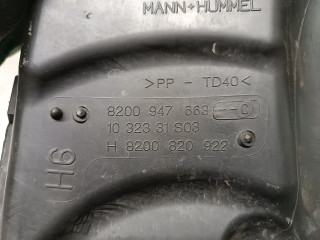 MANN+HUMMEL
>PP - TD40<
8200 947 663 --C
10 323 31 S03
H 8200 820 922
H6